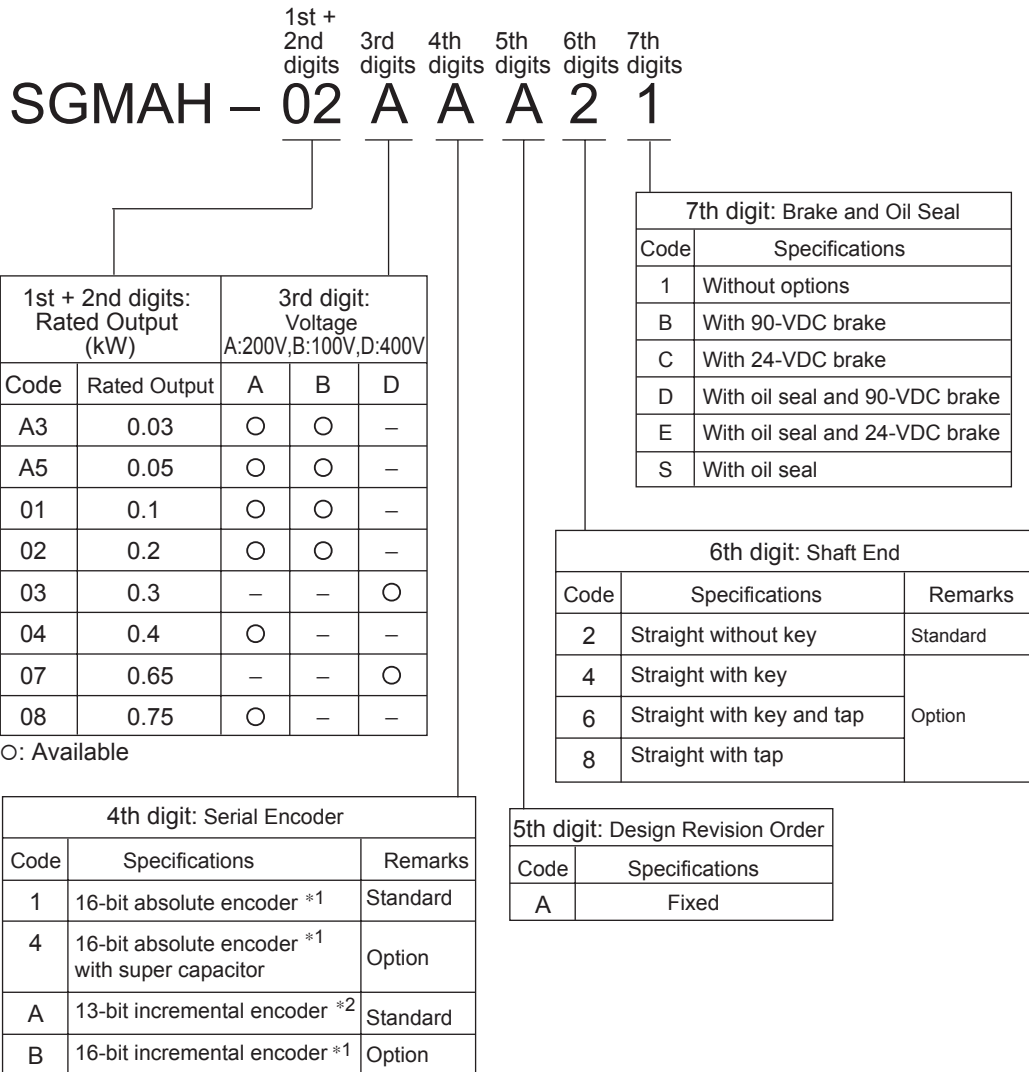 1st +
2nd 3rd 4th 5th 6th 7th
digits digits digits digits digits digits
SGMAH – 02 A A A 2 1
7th digit: Brake and Oil Seal
Code Specifications
1 Without options
B With 90-VDC brake
C With 24-VDC brake
D With oil seal and 90-VDC brake
E With oil seal and 24-VDC brake
S With oil seal
1st + 2nd digits:
Rated Output
(kW)
3rd digit:
Voltage
A:200V,B:100V,D:400V
Code Rated Output A B D
A3 0.03 ○ ○ –
A5 0.05 ○ ○ –
01 0.1 ○ ○ –
02 0.2 ○ ○ –
03 0.3 – – ○
04 0.4 ○ – –
07 0.65 – – ○
08 0.75 ○ – –
○: Available
6th digit: Shaft End
Code Specifications Remarks
2 Straight without key Standard
4 Straight with key
6 Straight with key and tap Option
8 Straight with tap
4th digit: Serial Encoder
Code Specifications Remarks
1 16-bit absolute encoder *1 Standard
4 16-bit absolute encoder *1
with super capacitor Option
A 13-bit incremental encoder *2 Standard
B 16-bit incremental encoder *1 Option
5th digit: Design Revision Order
Code Specifications
A Fixed